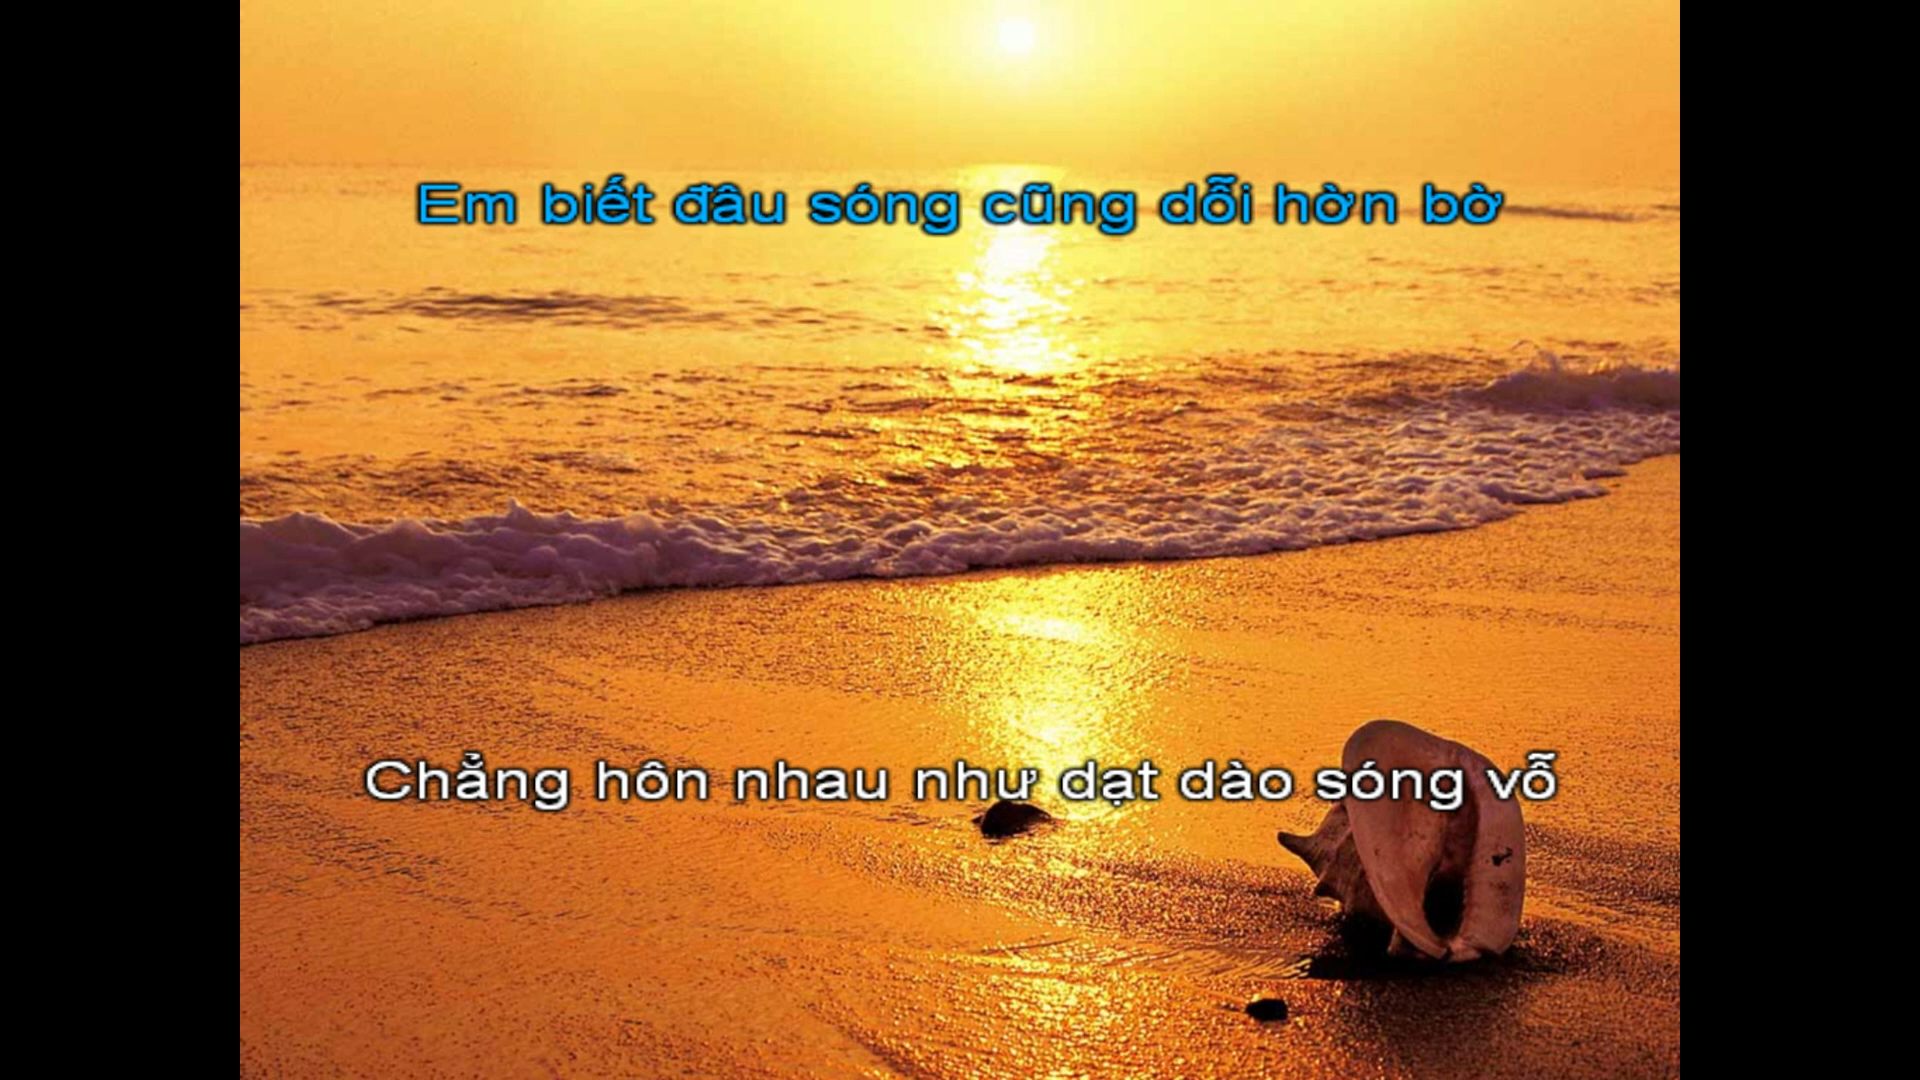 Em biết đâu sóng cũng dỗi hờn bờ
Chẳng hôn nhau như dạt dào sóng vỗ